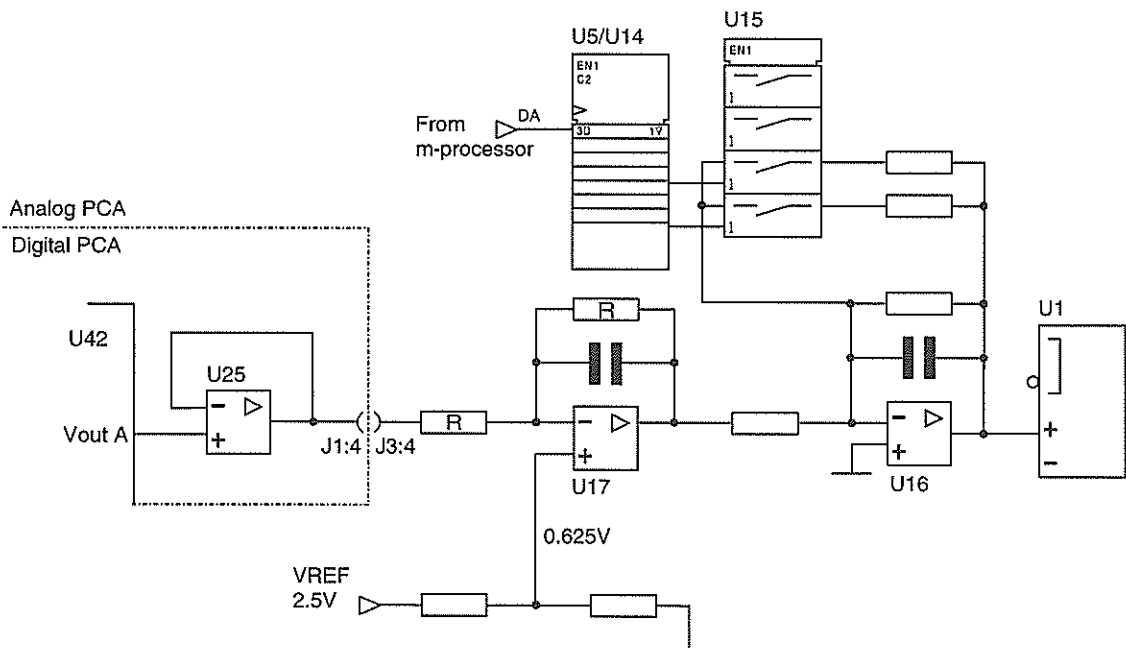 U15
U5/U14
EN1
EN1
C2
1
1
From
m-processor
DA
3D
1Y
1
1
Analog PCA
Digital PCA
R
U1
U42
U25
-
+
Vout A
J1:4
J3:4
R
-
+
U17
-
+
U16
+
-
0.625V
VREF
2.5V